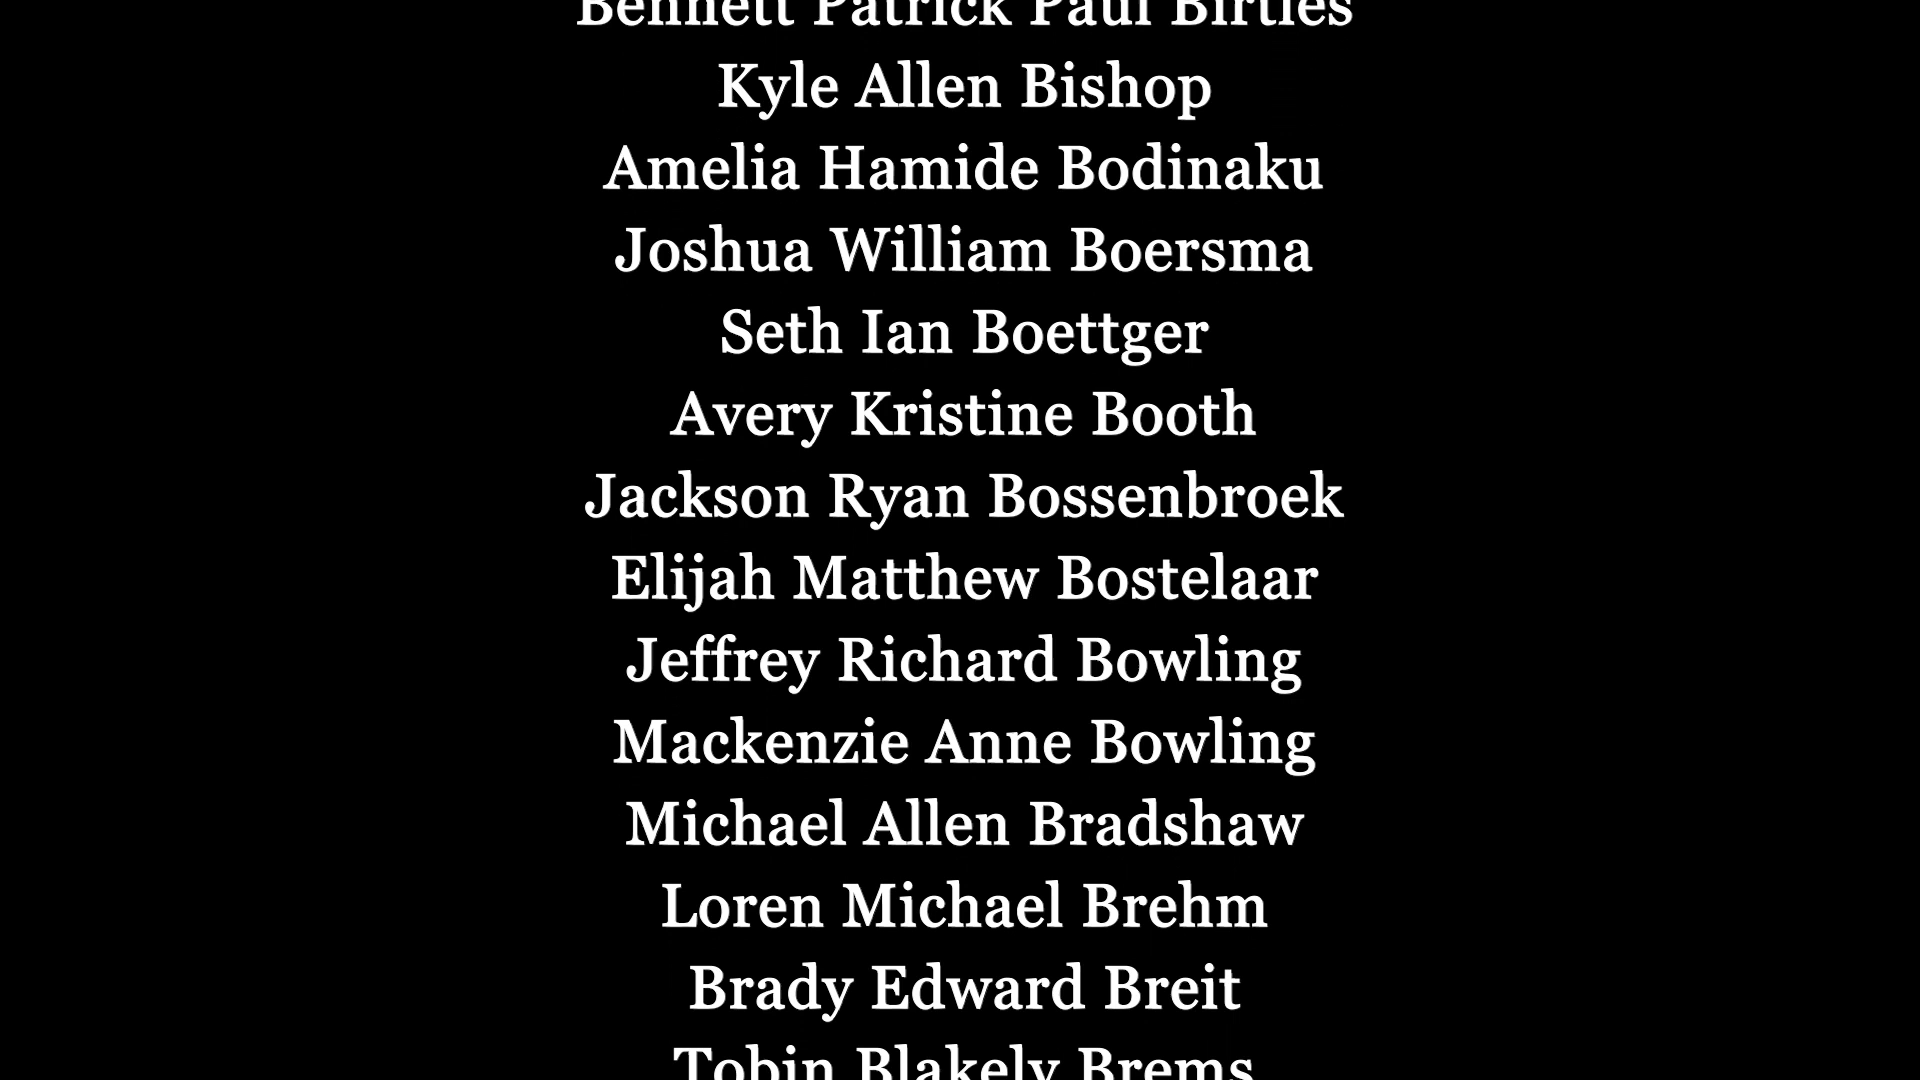 Bennett Patrick Paul Birtles
Kyle Allen Bishop
Amelia Hamide Bodinaku
Joshua William Boersma
Seth Ian Boettger
Avery Kristine Booth
Jackson Ryan Bossenbroek
Elijah Matthew Bostelaar
Jeffrey Richard Bowling
Mackenzie Anne Bowling
Michael Allen Bradshaw
Loren Michael Brehm
Brady Edward Breit
Tobin Blakely Brems